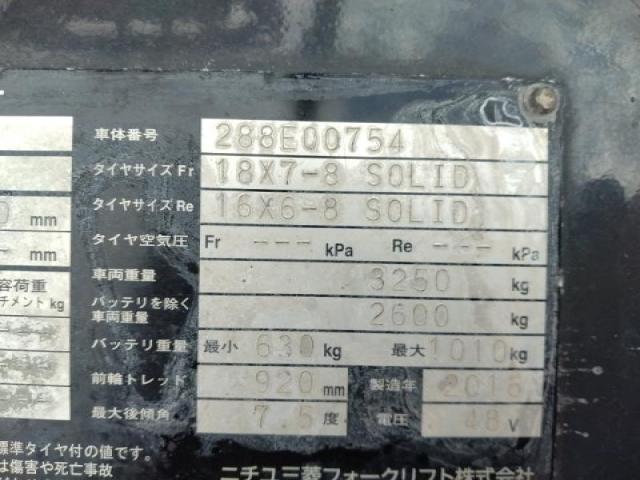 車体番号 288E00754
タイヤサイズ Fr 18X7-8 SOLID
mm タイヤサイズ Re 16X6-8 SOLID
mm タイヤ空気圧 Fr --- kPa Re --- kPa
容荷重 車両重量 3250 kg
チメント kg バッテリを除く車両重量 2600 kg
バッテリ重量 最小 630 kg 最大 1010 kg
前輪トレッド 920 mm 製造年
最大後傾角 7.5 度 電圧 48 V
標準タイヤ付の値です。
は傷害や死亡事故
ニチユ三菱フォークリフト株式会社